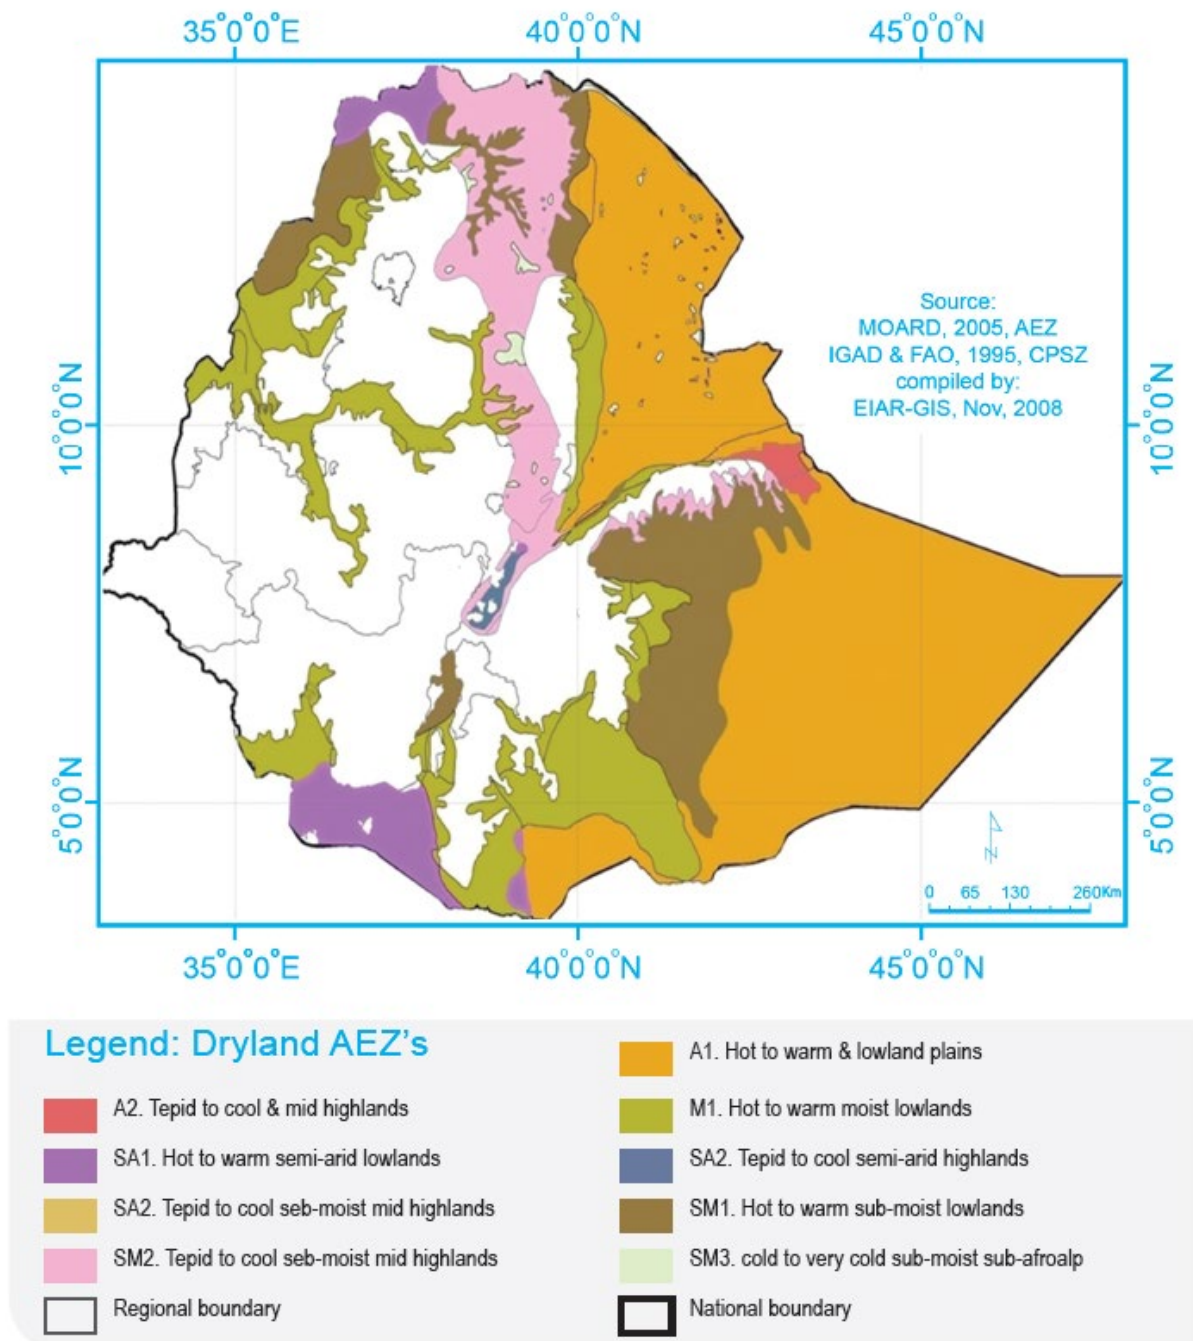 35°0'0"E 40°0'0"N 45°0'0"N
10°0'0"N 10°0'0"N
5°0'0"N 5°0'0"N
Source:
MOARD, 2005, AEZ
IGAD & FAO, 1995, CPSZ
compiled by:
EIAR-GIS, Nov, 2008
N
0 65 130 260Km
35°0'0"E 40°0'0"N 45°0'0"N
Legend: Dryland AEZ's
A2. Tepid to cool & mid highlands
SA1. Hot to warm semi-arid lowlands
SA2. Tepid to cool seb-moist mid highlands
SM2. Tepid to cool seb-moist mid highlands
Regional boundary
A1. Hot to warm & lowland plains
M1. Hot to warm moist lowlands
SA2. Tepid to cool semi-arid highlands
SM1. Hot to warm sub-moist lowlands
SM3. cold to very cold sub-moist sub-afroalp
National boundary